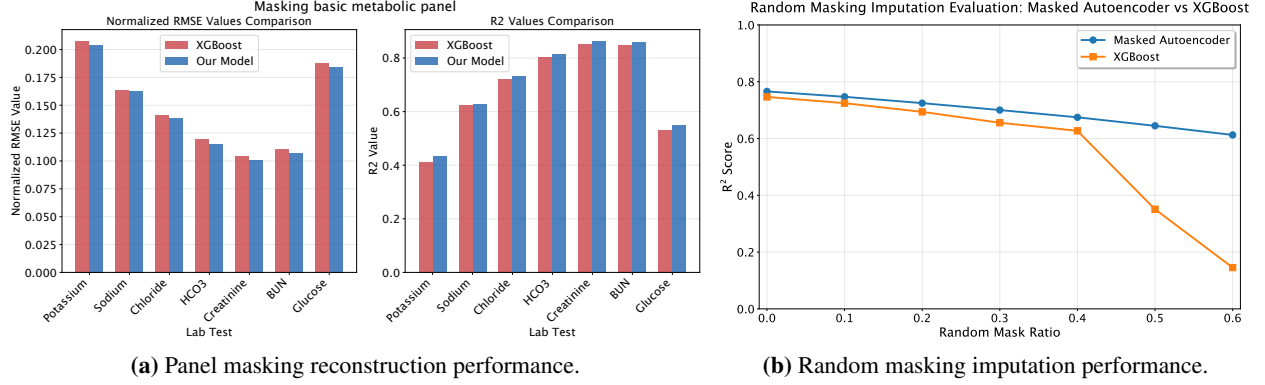 Masking basic metabolic panel
Normalized RMSE Values Comparison
Normalized RMSE Value
0.200
0.175
0.150
0.125
0.100
0.075
0.050
0.025
0.000
XGBoost
Our Model
Potassium
Sodium
Chloride
HCO3
Creatinine
BUN
Glucose
Lab Test
R2 Values Comparison
R2 Value
0.8
0.6
0.4
0.2
0.0
XGBoost
Our Model
Potassium
Sodium
Chloride
HCO3
Creatinine
BUN
Glucose
Lab Test
(a) Panel masking reconstruction performance.
Random Masking Imputation Evaluation: Masked Autoencoder vs XGBoost
R² Score
1.0
0.8
0.6
0.4
0.2
0.0
Masked Autoencoder
XGBoost
0.0 0.1 0.2 0.3 0.4 0.5 0.6
Random Mask Ratio
(b) Random masking imputation performance.